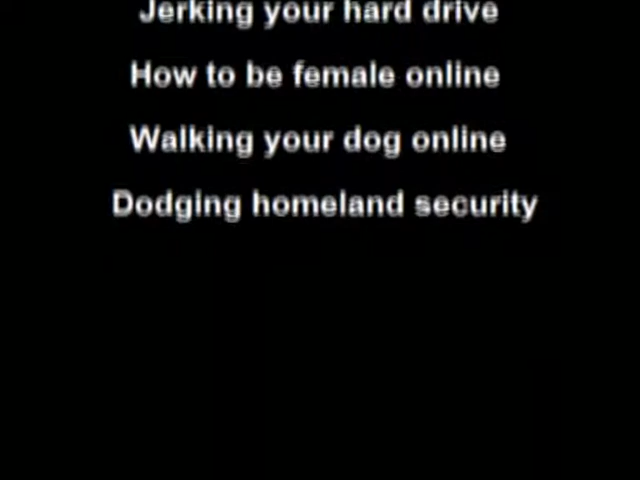 Jerking your hard drive
How to be female online
Walking your dog online
Dodging homeland security